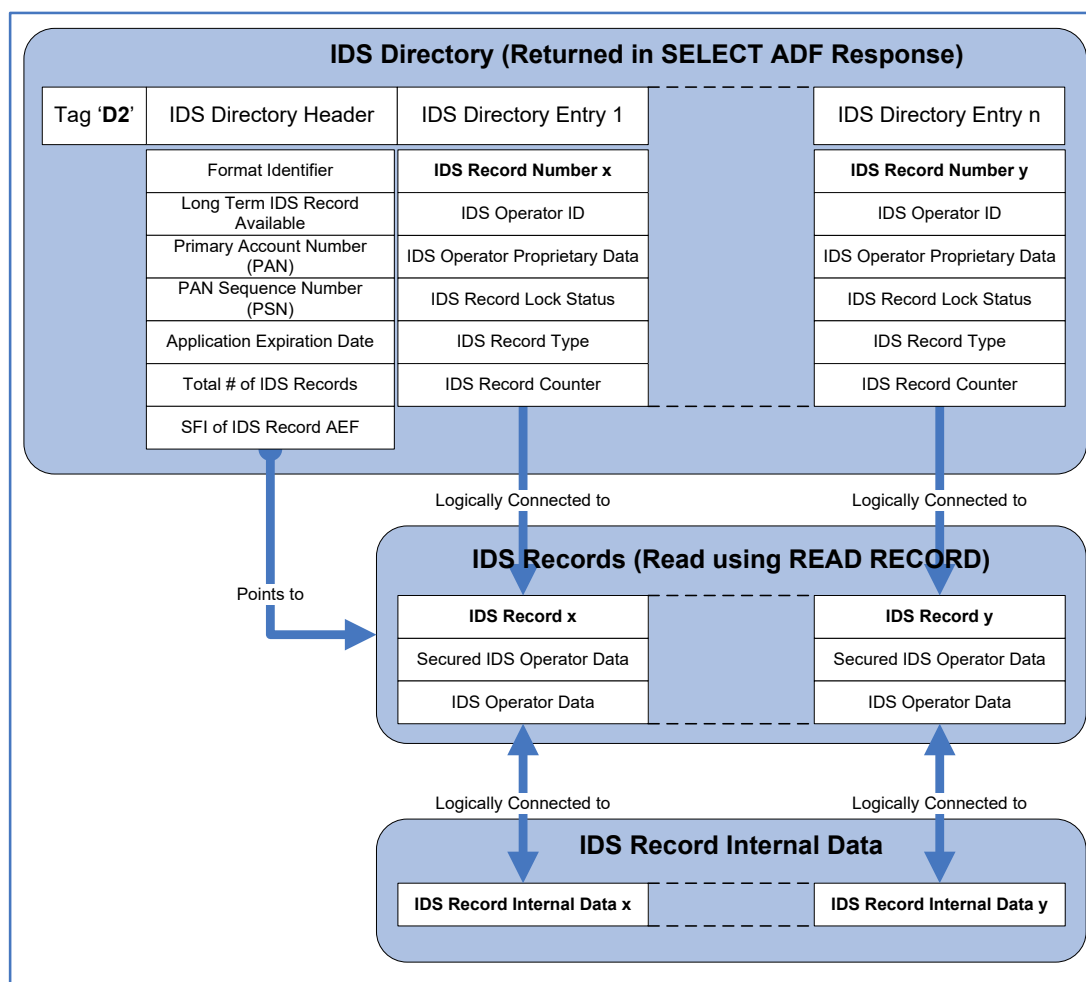 IDS Directory (Returned in SELECT ADF Response)
Tag ‘D2’
IDS Directory Header
IDS Directory Entry 1
IDS Directory Entry n
Format Identifier
Long Term IDS Record
Available
Primary Account Number
(PAN)
PAN Sequence Number
(PSN)
Application Expiration Date
Total # of IDS Records
SFI of IDS Record AEF
IDS Record Number x
IDS Operator ID
IDS Operator Proprietary Data
IDS Record Lock Status
IDS Record Type
IDS Record Counter
IDS Record Number y
IDS Operator ID
IDS Operator Proprietary Data
IDS Record Lock Status
IDS Record Type
IDS Record Counter
Logically Connected to
Logically Connected to
Points to
IDS Records (Read using READ RECORD)
IDS Record x
Secured IDS Operator Data
IDS Operator Data
IDS Record y
Secured IDS Operator Data
IDS Operator Data
Logically Connected to
Logically Connected to
IDS Record Internal Data
IDS Record Internal Data x
IDS Record Internal Data y